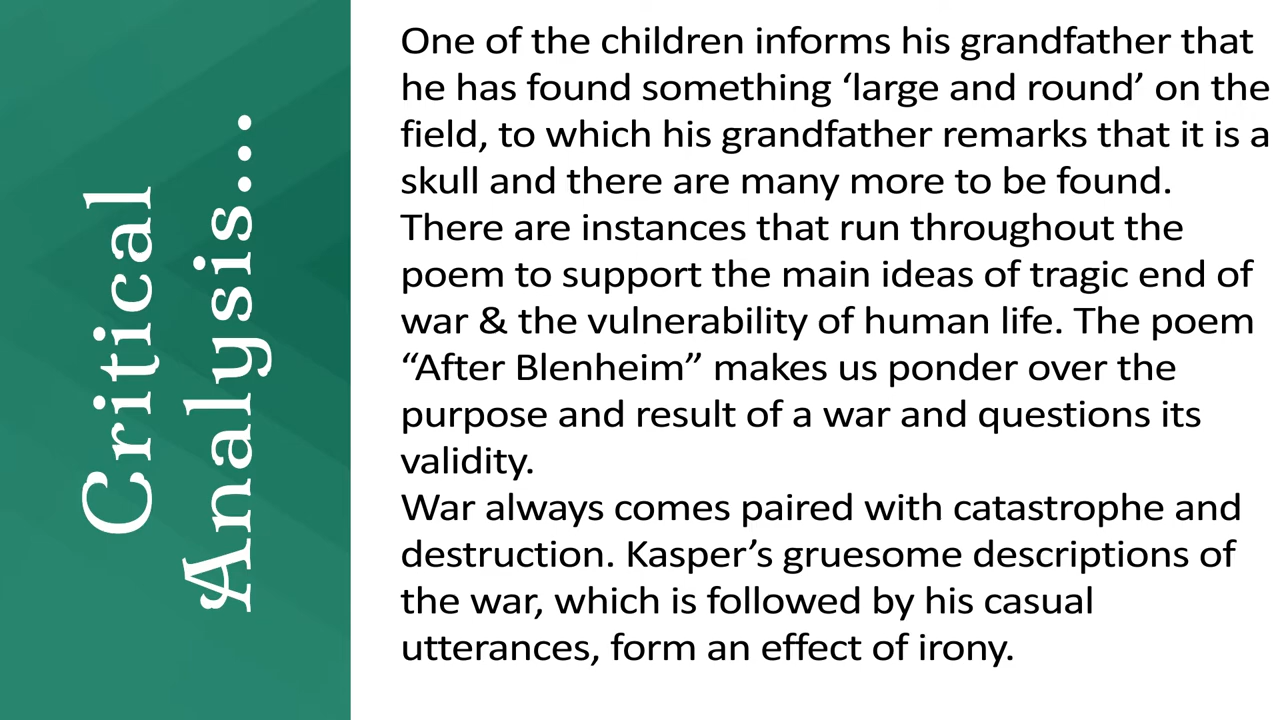 Critical
Analysis...
One of the children informs his grandfather that
he has found something ‘large and round’ on the
field, to which his grandfather remarks that it is a
skull and there are many more to be found.
There are instances that run throughout the
poem to support the main ideas of tragic end of
war & the vulnerability of human life. The poem
“After Blenheim” makes us ponder over the
purpose and result of a war and questions its
validity.
War always comes paired with catastrophe and
destruction. Kasper’s gruesome descriptions of
the war, which is followed by his casual
utterances, form an effect of irony.